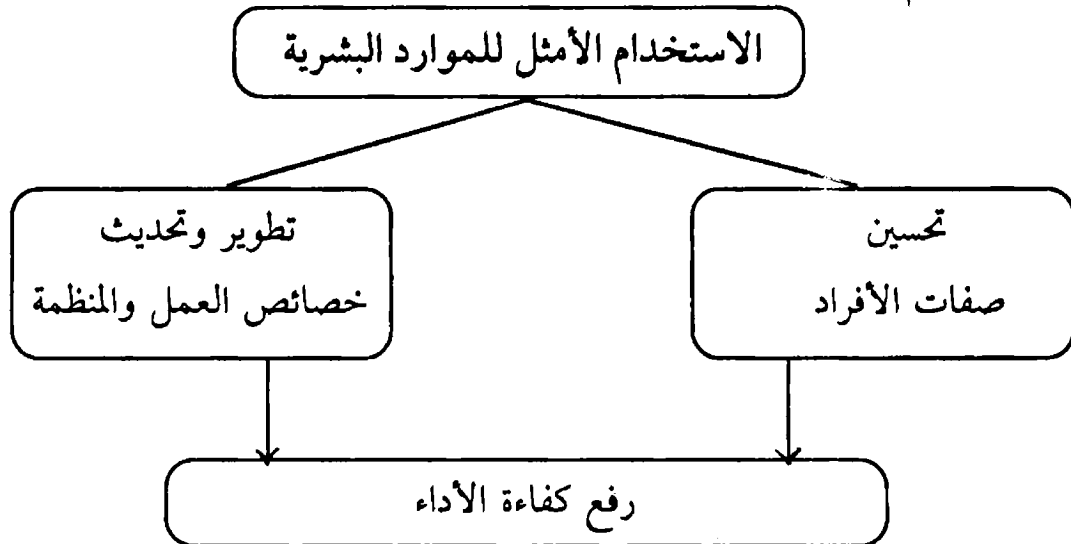 الاستخدام الأمثل للموارد البشرية
تحسين
صفات الأفراد
تطوير وتحديث
خصائص العمل والمنظمة
رفع كفاءة الأداء